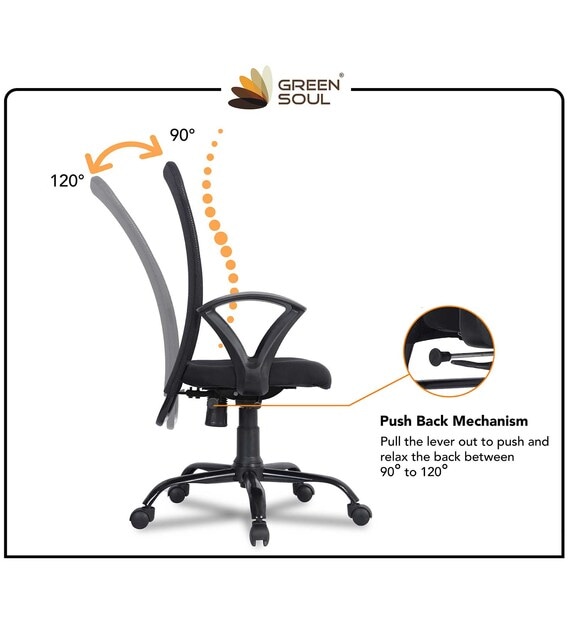 GREEN
SOUL®
90°
120°
Push Back Mechanism
Pull the lever out to push and
relax the back between
90° to 120°